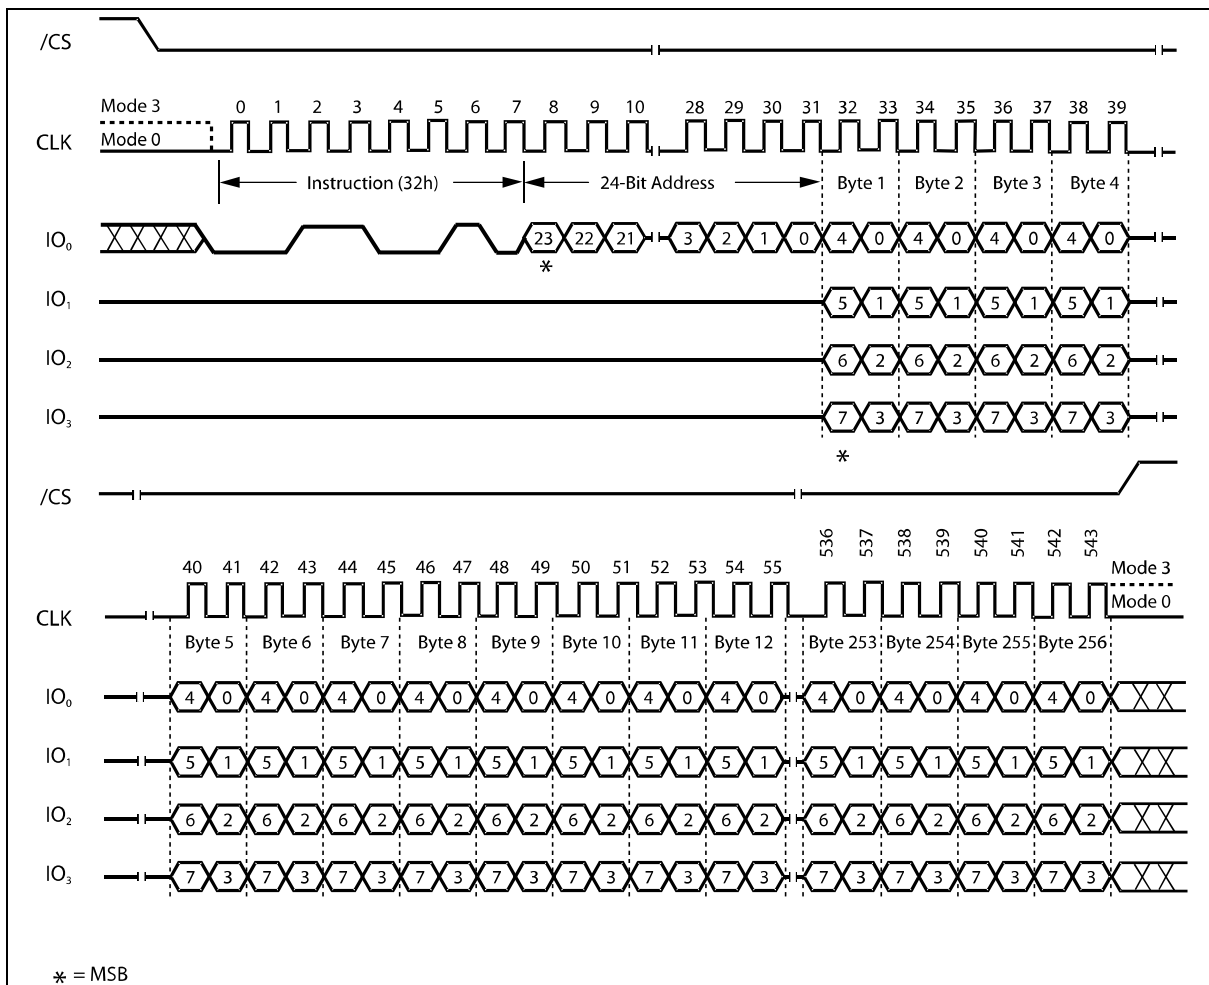 /CS
Mode 3
0 1 2 3 4 5 6 7 8 9 10 28 29 30 31 32 33 34 35 36 37 38 39
CLK Mode 0
Instruction (32h) 24-Bit Address Byte 1 Byte 2 Byte 3 Byte 4
IO₀ 23 22 21 3 2 1 0 4 0 4 0 4 0 4 0
*
IO₁ 5 1 5 1 5 1 5 1
IO₂ 6 2 6 2 6 2 6 2
IO₃ 7 3 7 3 7 3 7 3
*
/CS
536 537 538 539 540 541 542 543
40 41 42 43 44 45 46 47 48 49 50 51 52 53 54 55 Mode 3
CLK Mode 0
Byte 5 Byte 6 Byte 7 Byte 8 Byte 9 Byte 10 Byte 11 Byte 12 Byte 253 Byte 254 Byte 255 Byte 256
IO₀ 4 0 4 0 4 0 4 0 4 0 4 0 4 0 4 0 4 0 4 0 4 0 4 0
IO₁ 5 1 5 1 5 1 5 1 5 1 5 1 5 1 5 1 5 1 5 1 5 1 5 1
IO₂ 6 2 6 2 6 2 6 2 6 2 6 2 6 2 6 2 6 2 6 2 6 2 6 2
IO₃ 7 3 7 3 7 3 7 3 7 3 7 3 7 3 7 3 7 3 7 3 7 3 7 3
* = MSB